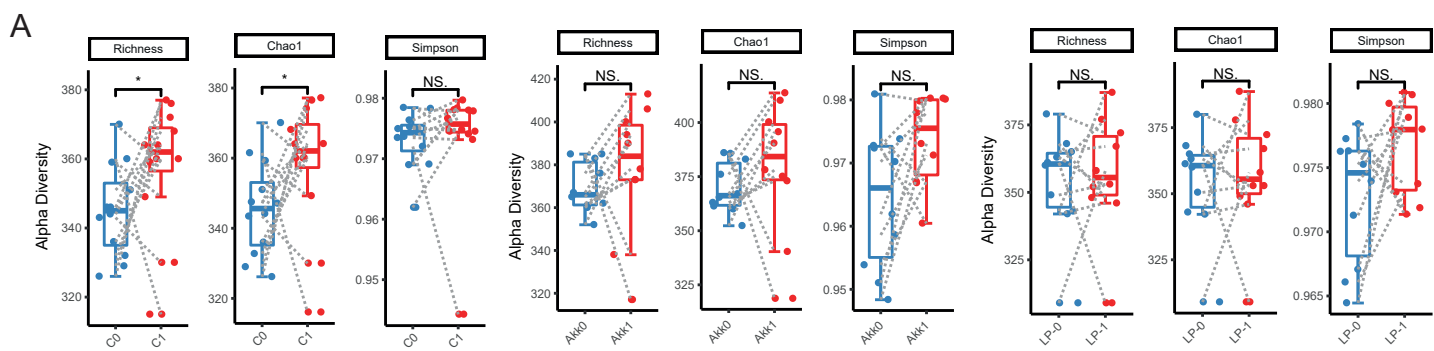 A
Richness
Chao1
Simpson
Richness
Chao1
Simpson
Richness
Chao1
Simpson
*
*
NS.
NS.
NS.
NS.
NS.
NS.
NS.
Alpha Diversity
380
360
340
320
C0
C1
380
360
340
320
C0
C1
0.98
0.97
0.96
0.95
C0
C1
Alpha Diversity
420
400
380
360
340
320
Akk0
Akk1
400
375
350
325
Akk0
Akk1
0.98
0.97
0.96
0.95
Akk0
Akk1
Alpha Diversity
375
350
325
LP-0
LP-1
375
350
325
LP-0
LP-1
0.980
0.975
0.970
0.965
LP-0
LP-1